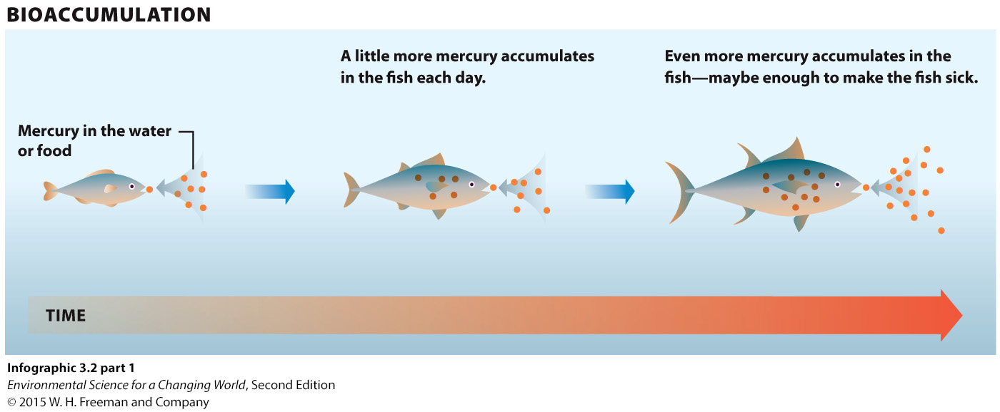 BIOACCUMULATION
A little more mercury accumulates
in the fish each day.
Even more mercury accumulates in the
fish—maybe enough to make the fish sick.
Mercury in the water
or food
TIME
Infographic 3.2 part 1
Environmental Science for a Changing World, Second Edition
© 2015 W. H. Freeman and Company